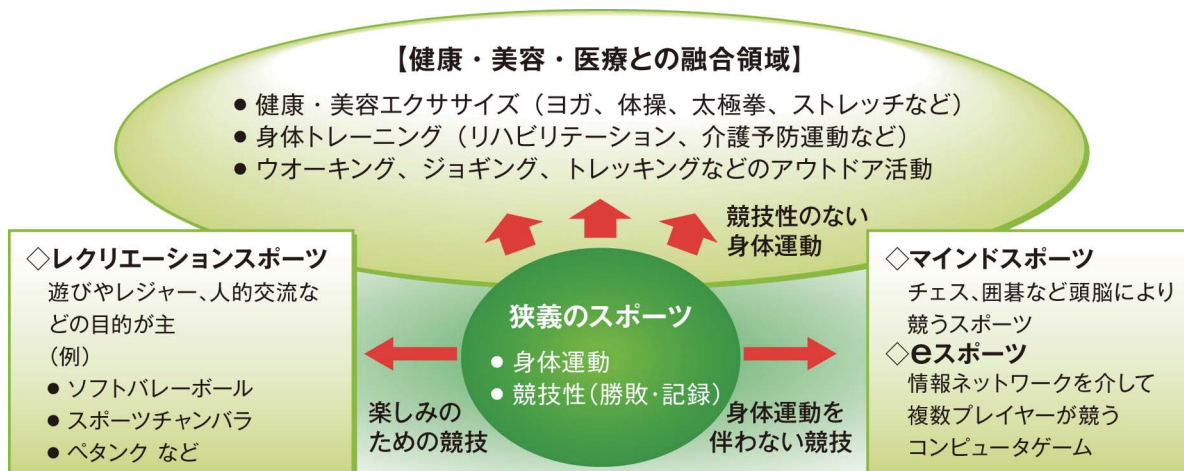 【健康・美容・医療との融合領域】
● 健康・美容エクササイズ（ヨガ、体操、太極拳、ストレッチなど）
● 身体トレーニング（リハビリテーション、介護予防運動など）
● ウオーキング、ジョギング、トレッキングなどのアウトドア活動
競技性のない
身体運動
◇レクリエーションスポーツ
遊びやレジャー、人的交流な
どの目的が主
（例）
● ソフトバレーボール
● スポーツチャンバラ
● ペタンク など
楽しみの
ための競技
狭義のスポーツ
● 身体運動
● 競技性（勝敗・記録）
身体運動を
伴わない競技
◇マインドスポーツ
チェス、囲碁など頭脳により
競うスポーツ
◇eスポーツ
情報ネットワークを介して
複数プレイヤーが競う
コンピュータゲーム